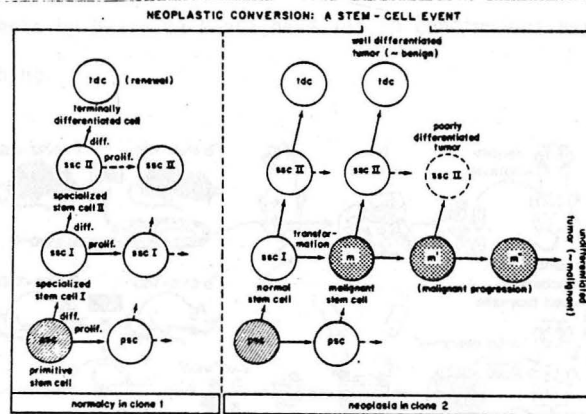 NEOPLASTIC CONVERSION: A STEM-CELL EVENT
tdc
(renewal)
terminally
differentiated cell
diff.
ssc II
prolif.
ssc II
specialized
stem cell II
diff.
ssc I
prolif.
ssc I
specialized
stem cell I
diff.
psc
prolif.
psc
primitive
stem cell
normalcy in clone 1
well differentiated
tumor (~ benign)
tdc
tdc
poorly
differentiated
tumor
ssc II
ssc II
ssc II
transfor-
mation
ssc I
m
m'
m"
normal
stem cell
malignant
stem cell
(malignant progression)
undifferentiated
tumor (~malignant)
psc
psc
neoplasia in clone 2